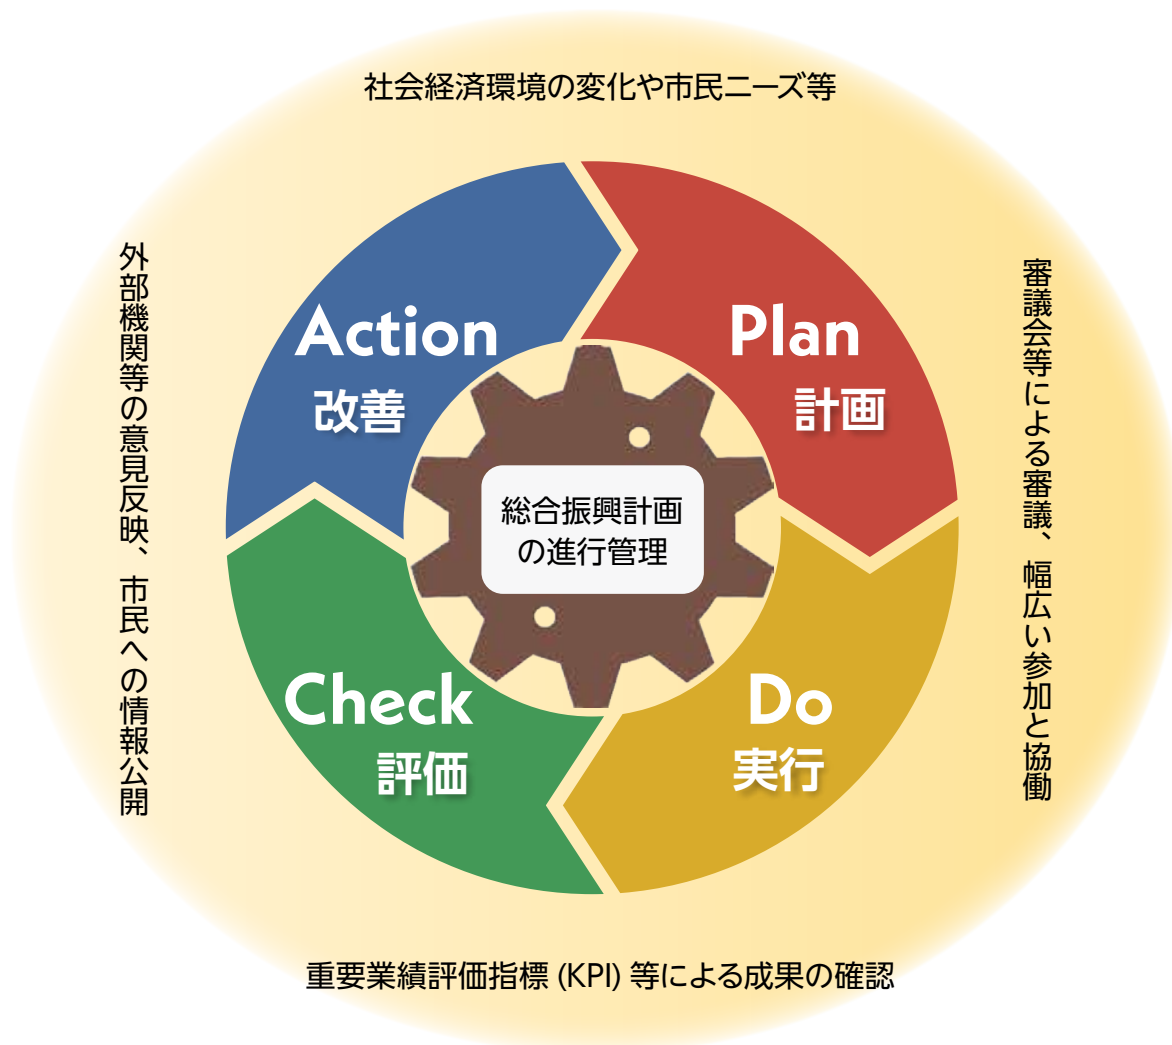 社会経済環境の変化や市民ニーズ等
外部機関等の意見反映、市民への情報公開
審議会等による審議、幅広い参加と協働
Action
改善
Plan
計画
総合振興計画
の進行管理
Check
評価
Do
実行
重要業績評価指標 (KPI) 等による成果の確認